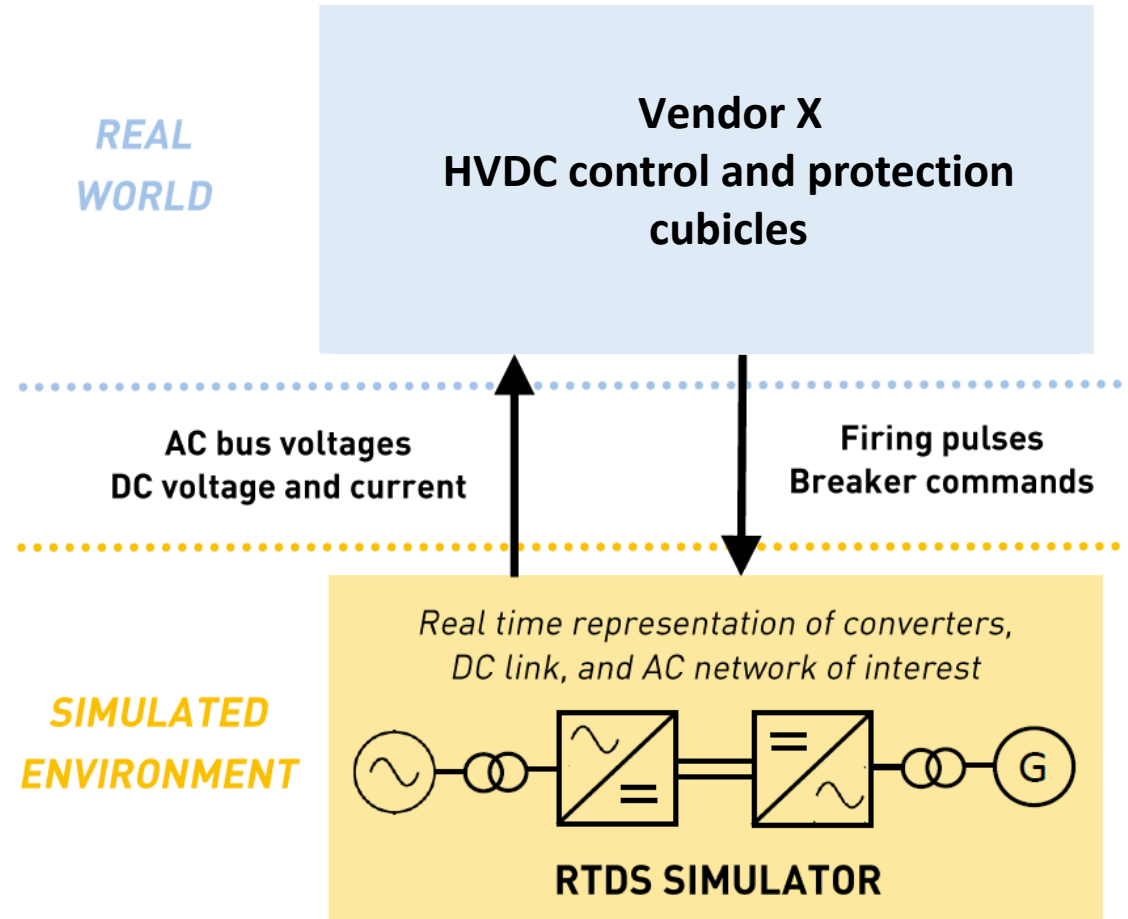 REAL
WORLD
Vendor X
HVDC control and protection
cubicles
AC bus voltages
DC voltage and current
Firing pulses
Breaker commands
SIMULATED
ENVIRONMENT
Real time representation of converters,
DC link, and AC network of interest
G
RTDS SIMULATOR